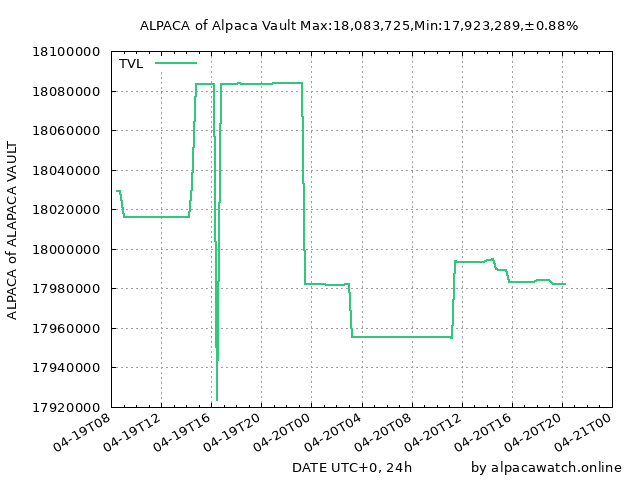 ALPACA of Alpaca Vault Max:18,083,725,Min:17,923,289,±0.88%
TVL
18100000
18080000
18060000
18040000
18020000
18000000
17980000
17960000
17940000
17920000
ALPACA of ALAPACA VAULT
04-19T08
04-19T12
04-19T16
04-19T20
04-20T00
04-20T04
04-20T08
04-20T12
04-20T16
04-20T20
04-21T00
DATE UTC+0, 24h
by alpacawatch.online